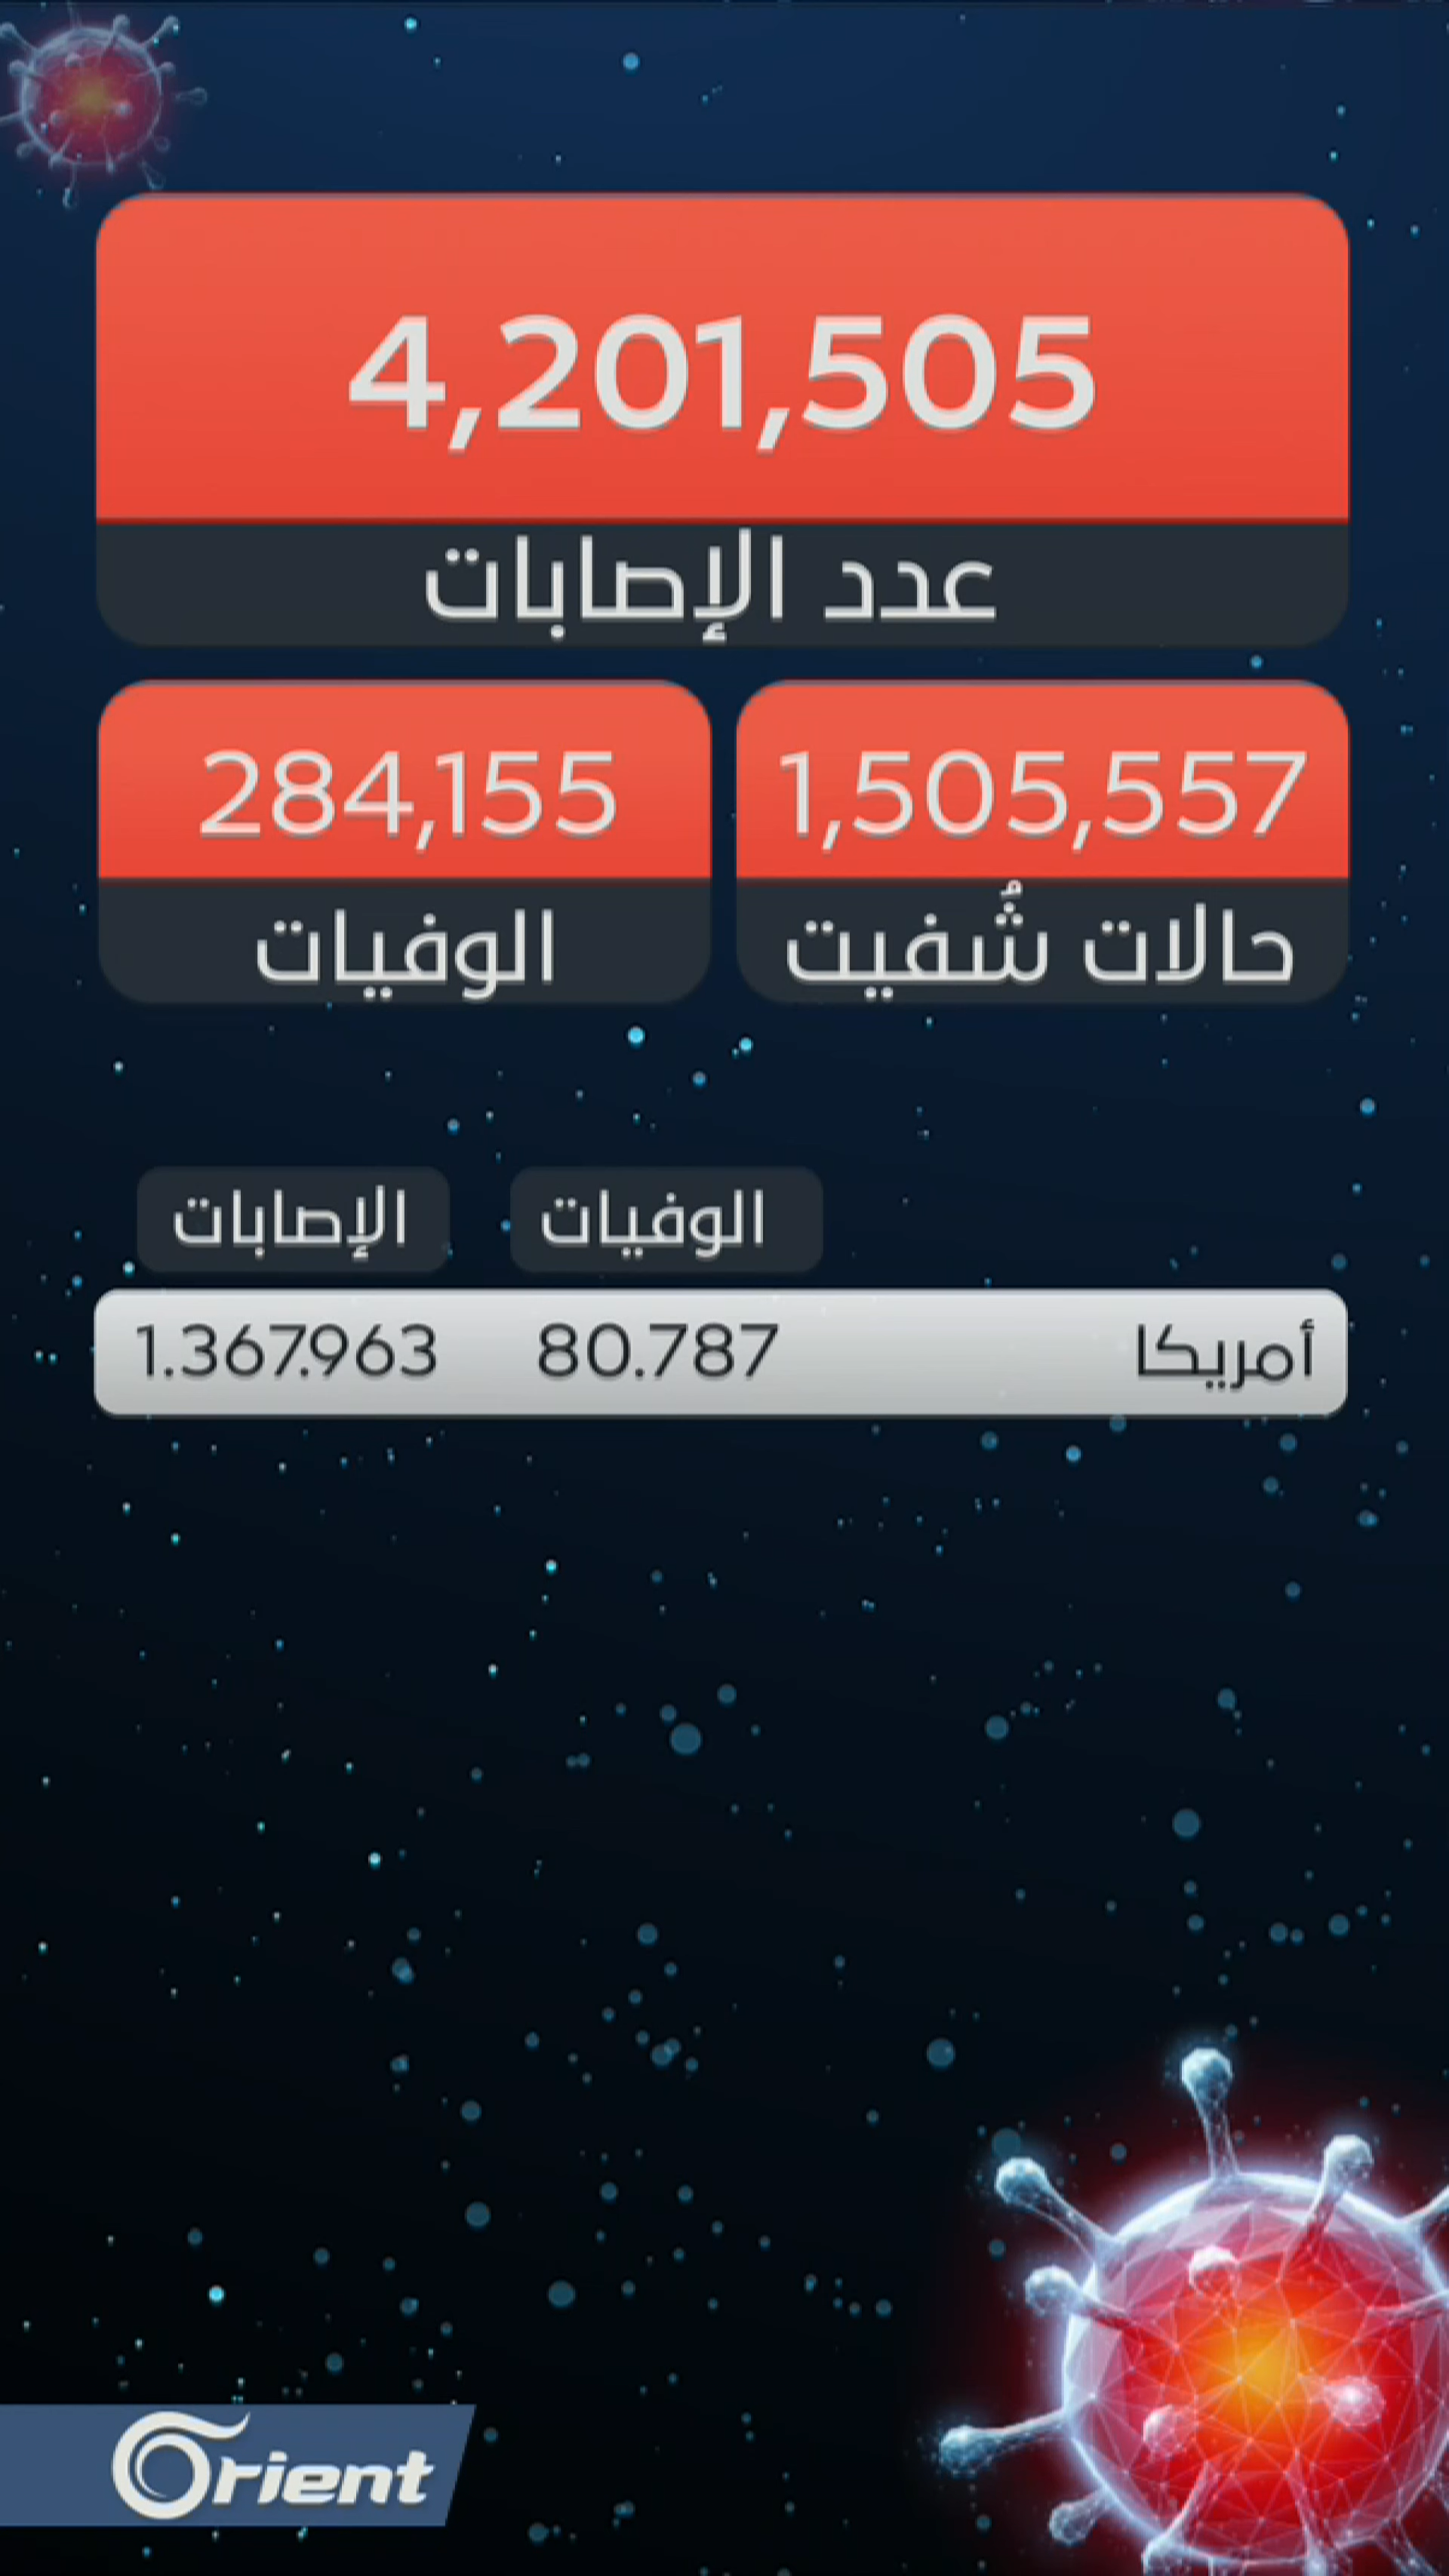 4,201,505
عدد الإصابات
1,505,557 284,155
حالات شُفيت الوفيات
الوفيات الإصابات
أمريكا 80.787 1.367.963
Orient